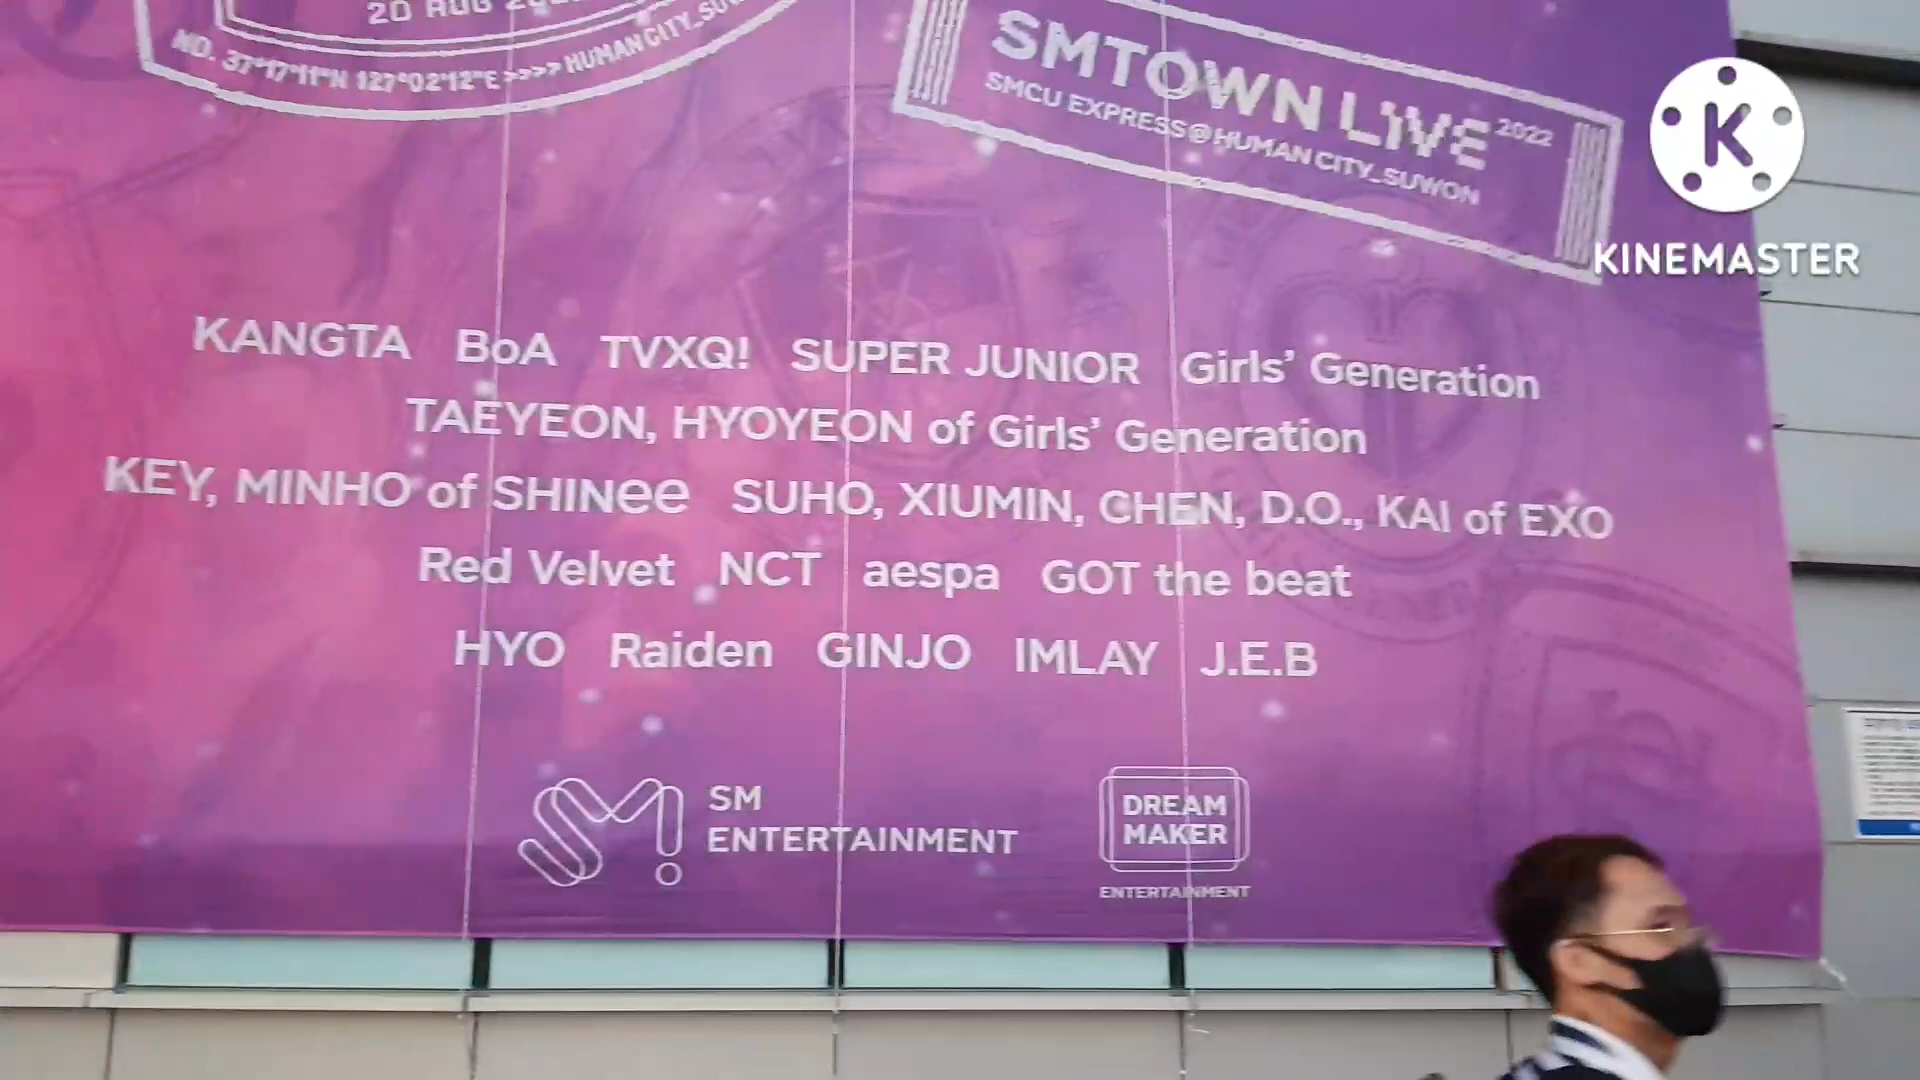 20 AUG
NO. 37°17'11"N 127°02'12"E >>>> HUMAN CITY_SUW
SMTOWN LIVE 2022
SMCU EXPRESS@HUMAN CITY_SUWON
K
KINEMASTER
KANGTA BoA TVXQ! SUPER JUNIOR Girls' Generation
TAEYEON, HYOYEON of Girls' Generation
KEY, MINHO of SHINee SUHO, XIUMIN, CHEN, D.O., KAI of EXO
Red Velvet NCT aespa GOT the beat
HYO Raiden GINJO IMLAY J.E.B
SM
ENTERTAINMENT
DREAM
MAKER
ENTERTAINMENT